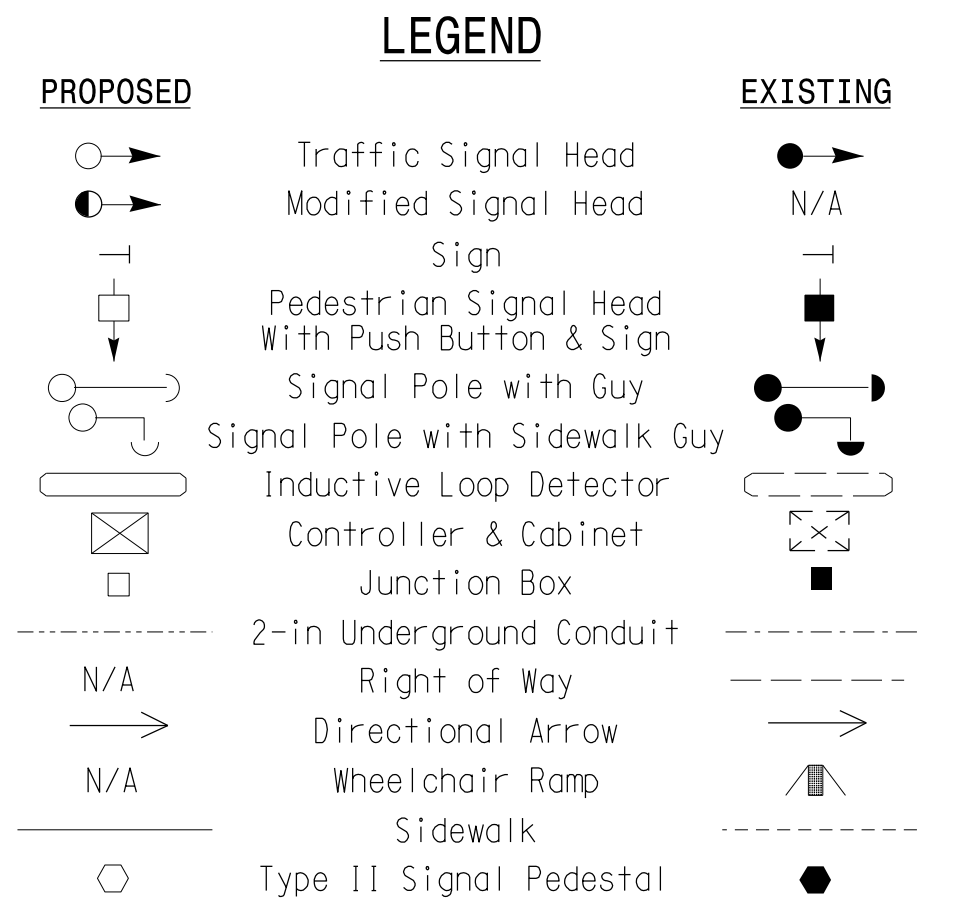 LEGEND
PROPOSED EXISTING
Traffic Signal Head
Modified Signal Head N/A
Sign
Pedestrian Signal Head
With Push Button & Sign
Signal Pole with Guy
Signal Pole with Sidewalk Guy
Inductive Loop Detector
Controller & Cabinet
Junction Box
2-in Underground Conduit
N/A Right of Way
Directional Arrow
N/A Wheelchair Ramp
Sidewalk
Type II Signal Pedestal